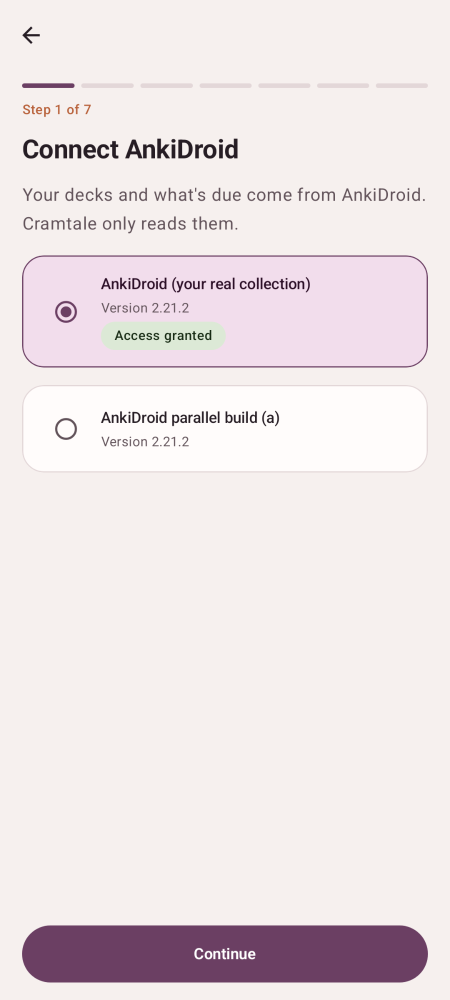 Step 1 of 7
Connect AnkiDroid
Your decks and what's due come from AnkiDroid.
Cramtale only reads them.
AnkiDroid (your real collection)
Version 2.21.2
Access granted
AnkiDroid parallel build (a)
Version 2.21.2
Continue